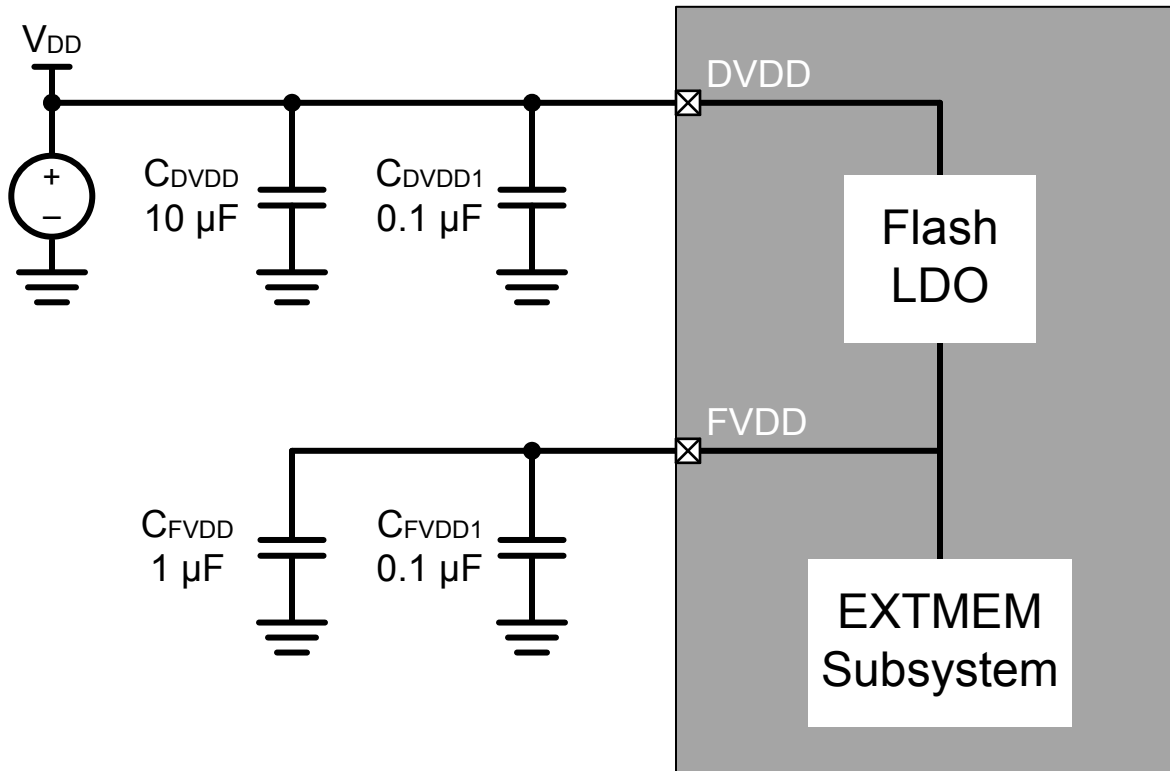 VDD
DVDD
+
–
CDVDD
10 µF
CDVDD1
0.1 µF
Flash
LDO
FVDD
CFVDD
1 µF
CFVDD1
0.1 µF
EXTMEM
Subsystem